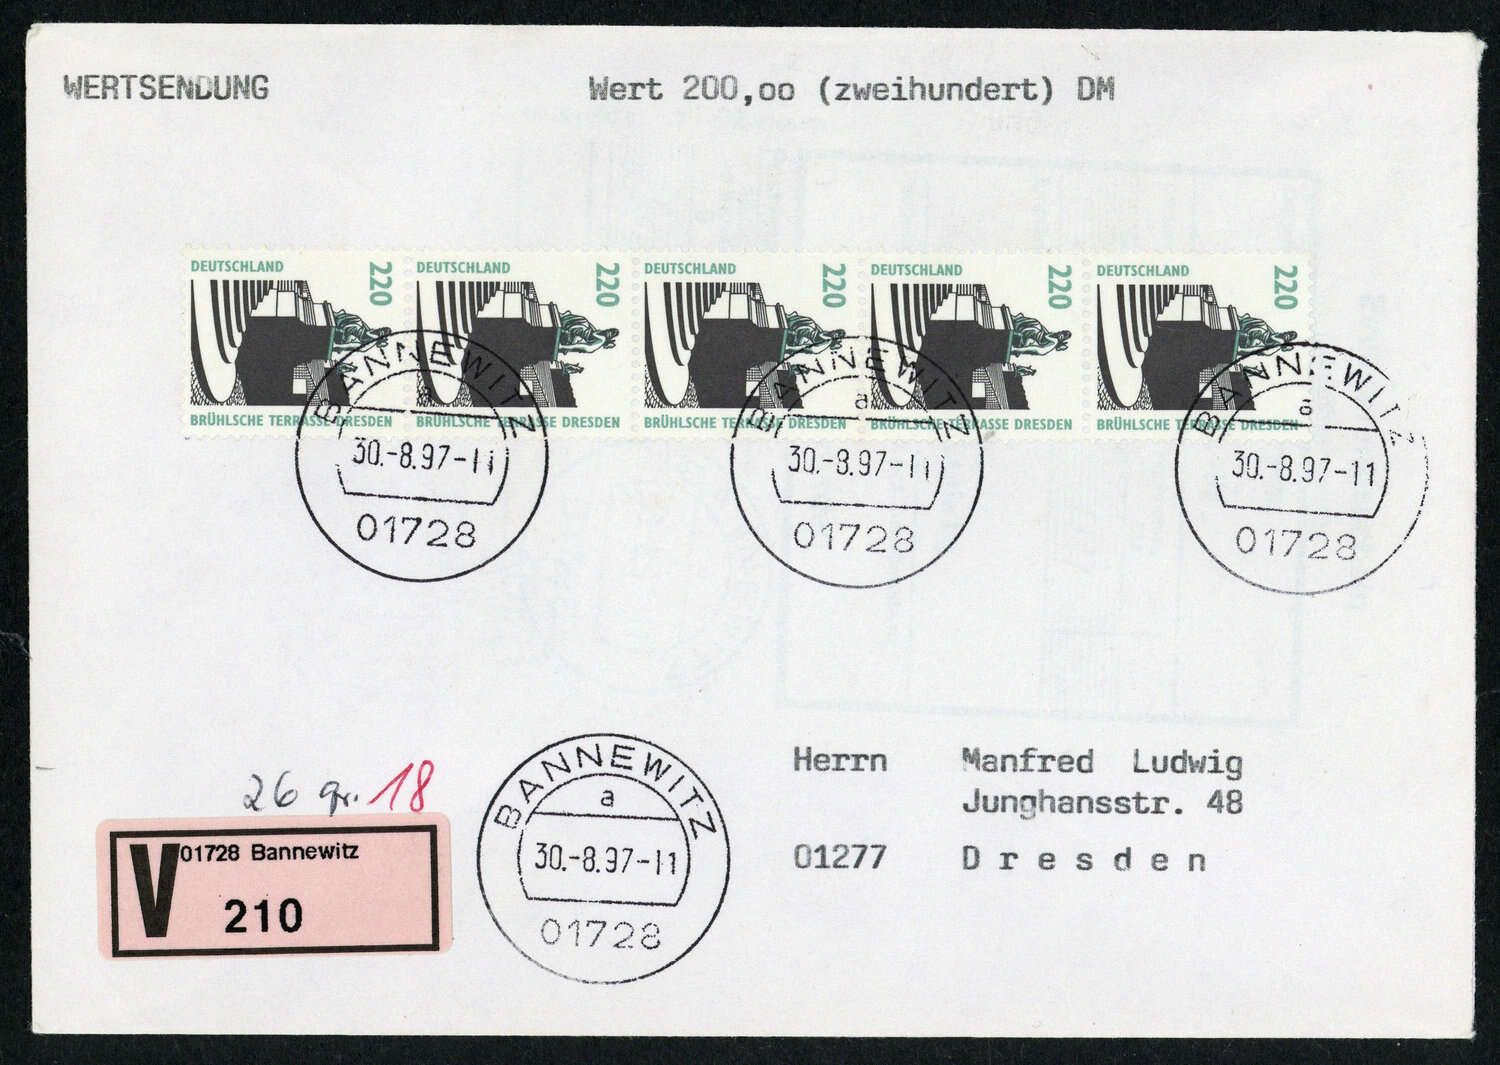 WERTSENDUNG
Wert 200,oo (zweihundert) DM
DEUTSCHLAND 220
BRÜHLSCHE TERRASSE DRESDEN
DEUTSCHLAND 220
BRÜHLSCHE TERRASSE DRESDEN
DEUTSCHLAND 220
BRÜHLSCHE TERRASSE DRESDEN
DEUTSCHLAND 220
BRÜHLSCHE TERRASSE DRESDEN
DEUTSCHLAND 220
BRÜHLSCHE TERRASSE DRESDEN
BANNEWITZ
a
30.-8.97-11
01728
BANNEWITZ
a
30.-8.97-11
01728
BANNEWITZ
a
30.-8.97-11
01728
26 gr. 18
V 01728 Bannewitz
210
BANNEWITZ
a
30.-8.97-11
01728
Herrn Manfred Ludwig
Junghansstr. 48
01277 D r e s d e n